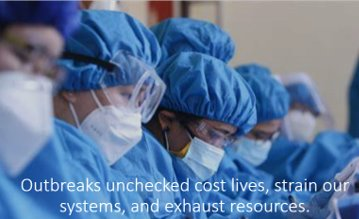 Outbreaks unchecked cost lives, strain our
systems, and exhaust resources.